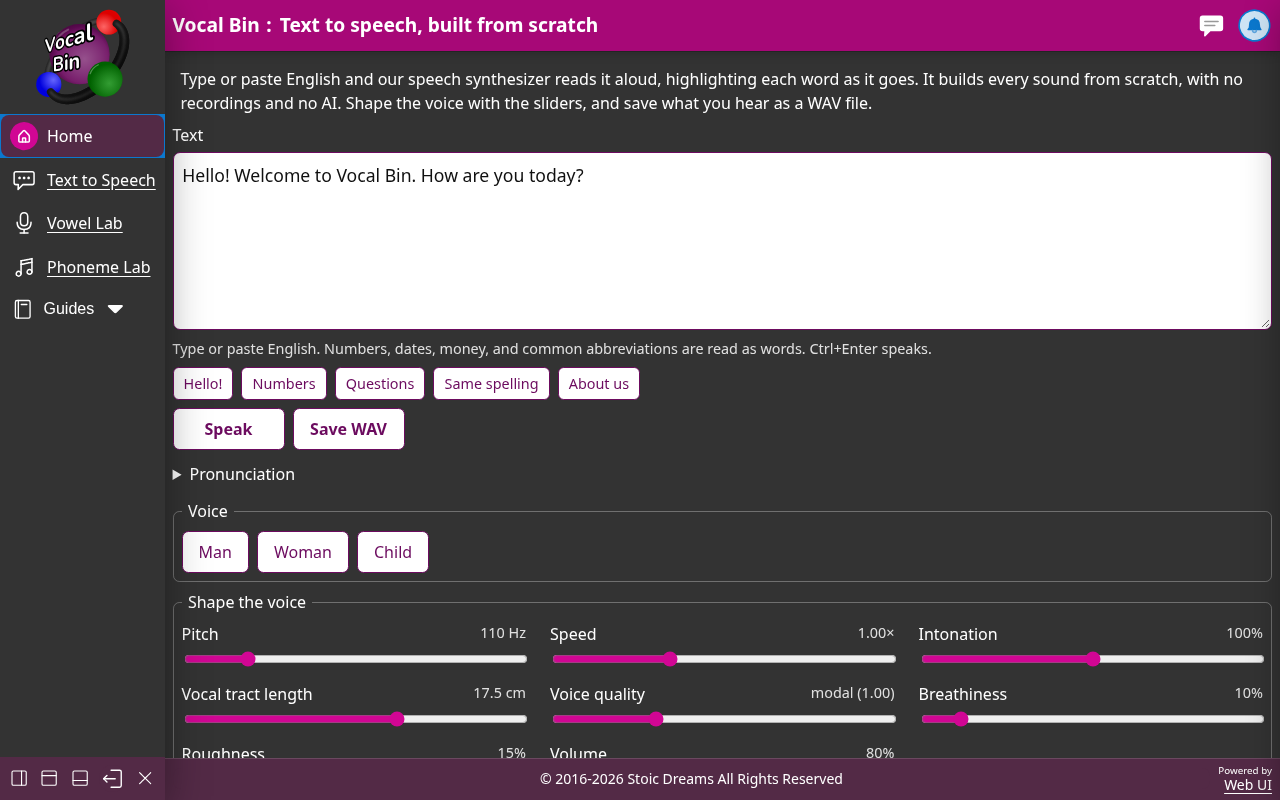 Vocal
Bin
Vocal Bin : Text to speech, built from scratch
Home
Text to Speech
Vowel Lab
Phoneme Lab
Guides
Type or paste English and our speech synthesizer reads it aloud, highlighting each word as it goes. It builds every sound from scratch, with no
recordings and no AI. Shape the voice with the sliders, and save what you hear as a WAV file.
Text
Hello! Welcome to Vocal Bin. How are you today?
Type or paste English. Numbers, dates, money, and common abbreviations are read as words. Ctrl+Enter speaks.
Hello! Numbers Questions Same spelling About us
Speak Save WAV
Pronunciation
Voice
Man Woman Child
Shape the voice
Pitch 110 Hz Speed 1.00× Intonation 100%
Vocal tract length 17.5 cm Voice quality modal (1.00) Breathiness 10%
Roughness 15% Volume 80%
© 2016-2026 Stoic Dreams All Rights Reserved
Powered by
Web UI